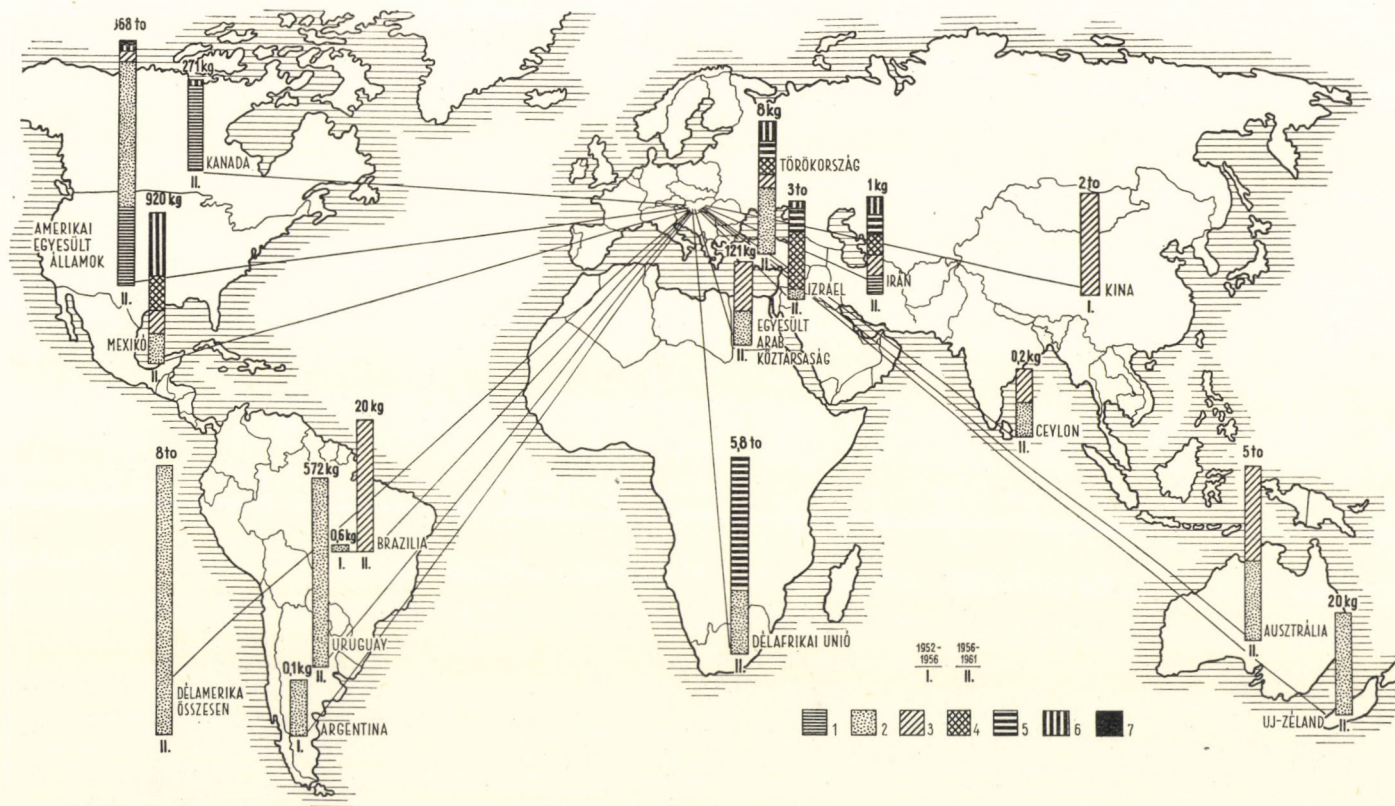 368 to
271 kg
KANADA
II.
920 kg
AMERIKAI
EGYESÜLT
ÁLLAMOK
II.
MEXIKÓ
II.
8 kg
TÖRÖKORSZÁG
II.
3 to
IZRAEL
II.
1 kg
IRÁN
II.
2 to
KINA
I.
121 kg
EGYESÜLT
ARAB
KÖZTÁRSASÁG
II.
0,2 kg
CEYLON
II.
8 to
DÉLAMERIKA
ÖSSZESEN
II.
572 kg
URUGUAY
II.
20 kg
0,6 kg
BRAZILIA
I. II.
0,1 kg
ARGENTINA
I.
5,8 to
DÉLAFRIKAI UNIÓ
II.
5 to
AUSZTRÁLIA
II.
20 kg
UJ-ZÉLAND
II.
1952-
1956
I.
1956-
1961
II.
1 2 3 4 5 6 7